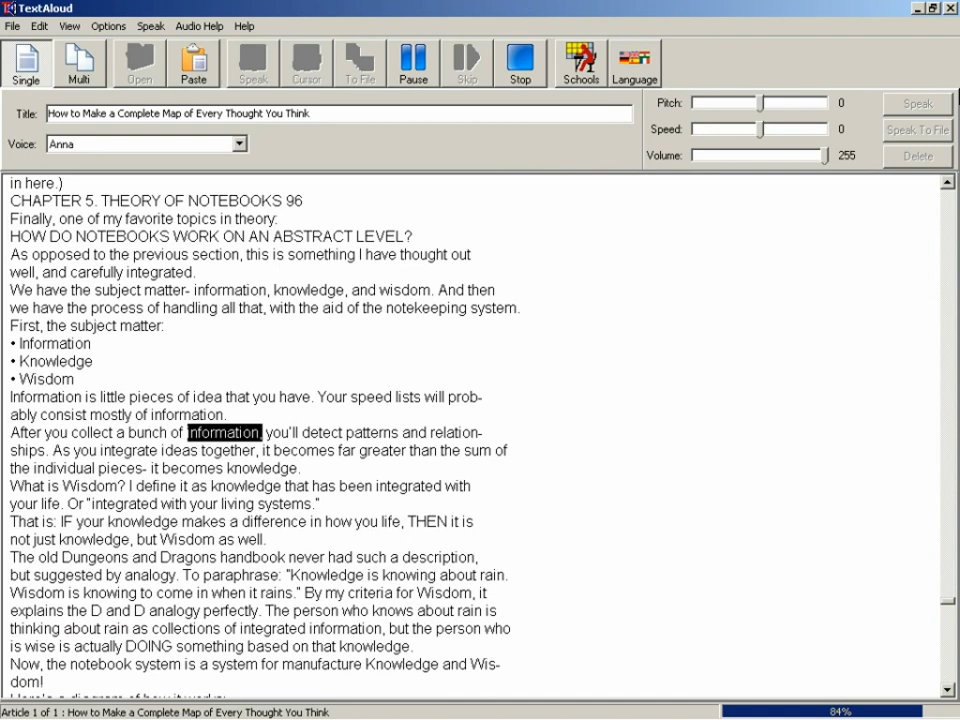 TextAloud
File Edit View Options Speak Audio Help Help
Single Multi Open Paste Speak Cursor To File Pause Skip Stop Schools Language
Title: How to Make a Complete Map of Every Thought You Think
Voice: Anna
Pitch: 0 Speak
Speed: 0 Speak To File
Volume: 255 Delete
in here.)
CHAPTER 5. THEORY OF NOTEBOOKS 96
Finally, one of my favorite topics in theory:
HOW DO NOTEBOOKS WORK ON AN ABSTRACT LEVEL?
As opposed to the previous section, this is something I have thought out
well, and carefully integrated.
We have the subject matter- information, knowledge, and wisdom. And then
we have the process of handling all that, with the aid of the notekeeping system.
First, the subject matter:
• Information
• Knowledge
• Wisdom
Information is little pieces of idea that you have. Your speed lists will prob-
ably consist mostly of information.
After you collect a bunch of information, you'll detect patterns and relation-
ships. As you integrate ideas together, it becomes far greater than the sum of
the individual pieces- it becomes knowledge.
What is Wisdom? I define it as knowledge that has been integrated with
your life. Or "integrated with your living systems."
That is: IF your knowledge makes a difference in how you life, THEN it is
not just knowledge, but Wisdom as well.
The old Dungeons and Dragons handbook never had such a description,
but suggested by analogy. To paraphrase: "Knowledge is knowing about rain.
Wisdom is knowing to come in when it rains." By my criteria for Wisdom, it
explains the D and D analogy perfectly. The person who knows about rain is
thinking about rain as collections of integrated information, but the person who
is wise is actually DOING something based on that knowledge.
Now, the notebook system is a system for manufacture Knowledge and Wis-
dom!
Here's a diagram of how it works:
Article 1 of 1 : How to Make a Complete Map of Every Thought You Think 84%